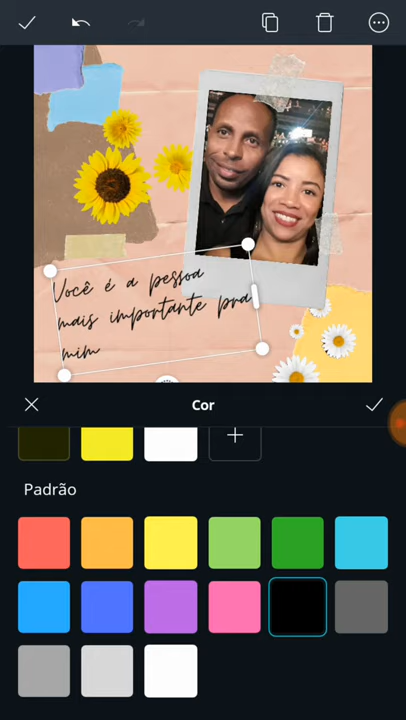 Você é a pessoa
mais importante pra
mim
Cor
Padrão